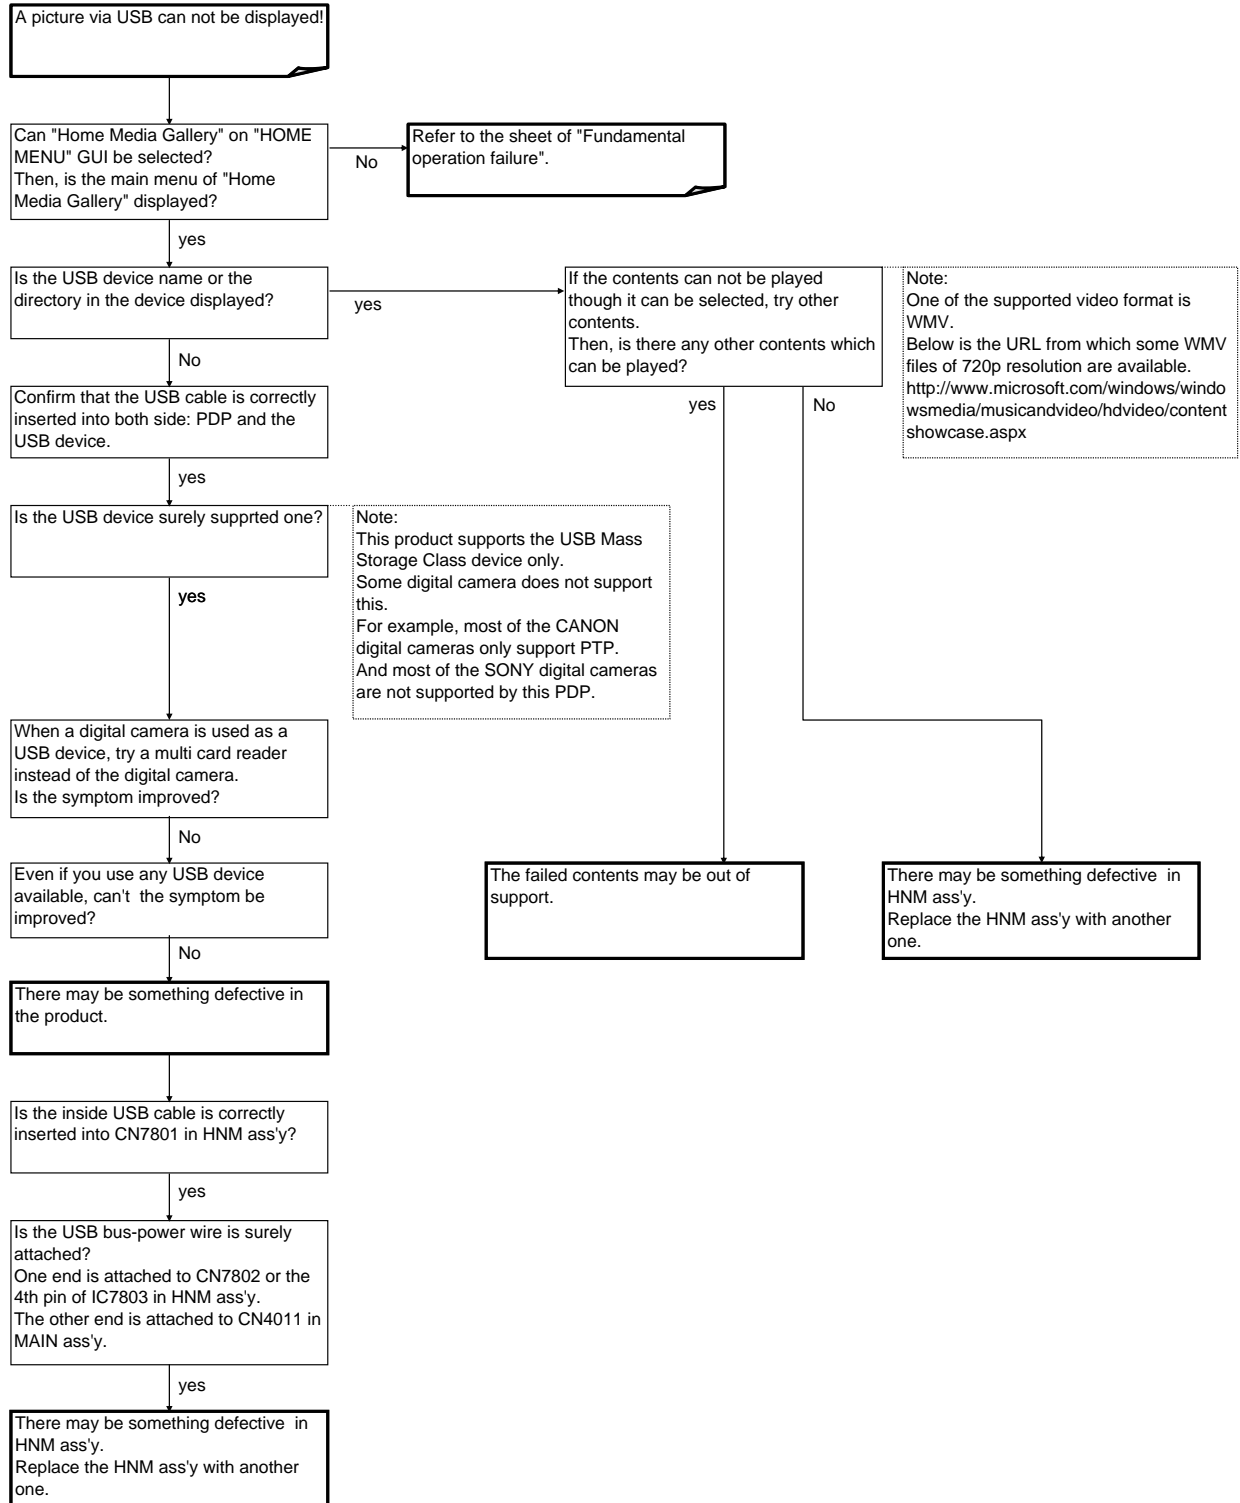 A picture via USB can not be displayed!
Can "Home Media Gallery" on "HOME
MENU" GUI be selected?
Then, is the main menu of "Home
Media Gallery" displayed?
No
Refer to the sheet of "Fundamental
operation failure".
yes
Is the USB device name or the
directory in the device displayed?
yes
If the contents can not be played
though it can be selected, try other
contents.
Then, is there any other contents which
can be played?
Note:
One of the supported video format is
WMV.
Below is the URL from which some WMV
files of 720p resolution are available.
http://www.microsoft.com/windows/windo
wsmedia/musicandvideo/hdvideo/content
showcase.aspx
No
Confirm that the USB cable is correctly
inserted into both side: PDP and the
USB device.
yes
No
yes
Is the USB device surely supprted one?
Note:
This product supports the USB Mass
Storage Class device only.
Some digital camera does not support
this.
For example, most of the CANON
digital cameras only support PTP.
And most of the SONY digital cameras
are not supported by this PDP.
yes
When a digital camera is used as a
USB device, try a multi card reader
instead of the digital camera.
Is the symptom improved?
No
Even if you use any USB device
available, can't the symptom be
improved?
The failed contents may be out of
support.
There may be something defective in
HNM ass'y.
Replace the HNM ass'y with another
one.
No
There may be something defective in
the product.
Is the inside USB cable is correctly
inserted into CN7801 in HNM ass'y?
yes
Is the USB bus-power wire is surely
attached?
One end is attached to CN7802 or the
4th pin of IC7803 in HNM ass'y.
The other end is attached to CN4011 in
MAIN ass'y.
yes
There may be something defective in
HNM ass'y.
Replace the HNM ass'y with another
one.